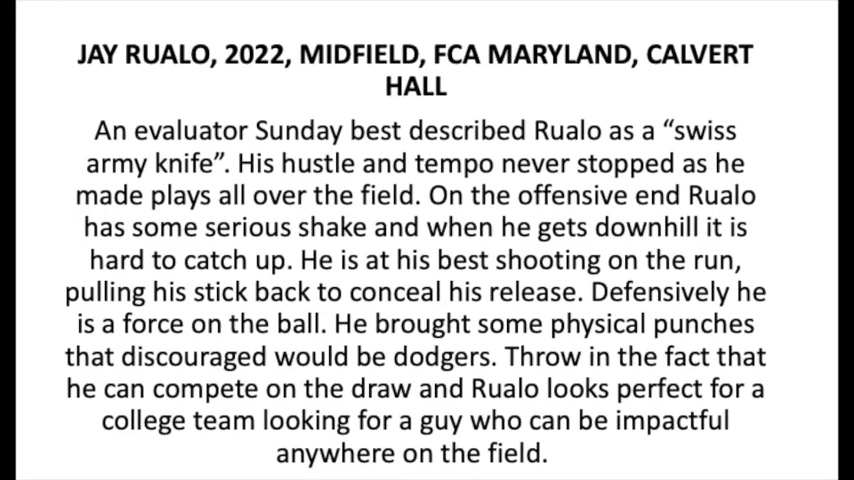 JAY RUALO, 2022, MIDFIELD, FCA MARYLAND, CALVERT
HALL
An evaluator Sunday best described Rualo as a “swiss
army knife”. His hustle and tempo never stopped as he
made plays all over the field. On the offensive end Rualo
has some serious shake and when he gets downhill it is
hard to catch up. He is at his best shooting on the run,
pulling his stick back to conceal his release. Defensively he
is a force on the ball. He brought some physical punches
that discouraged would be dodgers. Throw in the fact that
he can compete on the draw and Rualo looks perfect for a
college team looking for a guy who can be impactful
anywhere on the field.